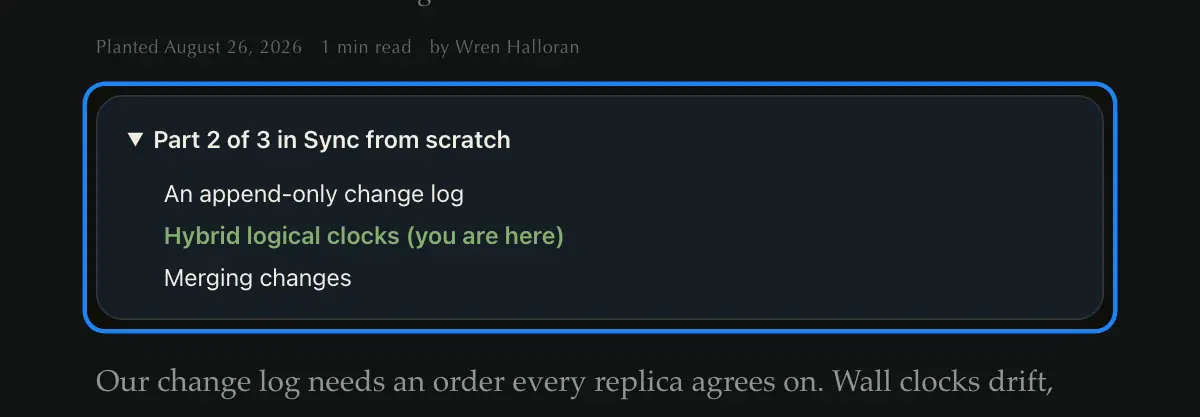 Planted August 26, 2026 1 min read by Wren Halloran
▼ Part 2 of 3 in Sync from scratch
An append-only change log
Hybrid logical clocks (you are here)
Merging changes
Our change log needs an order every replica agrees on. Wall clocks drift,